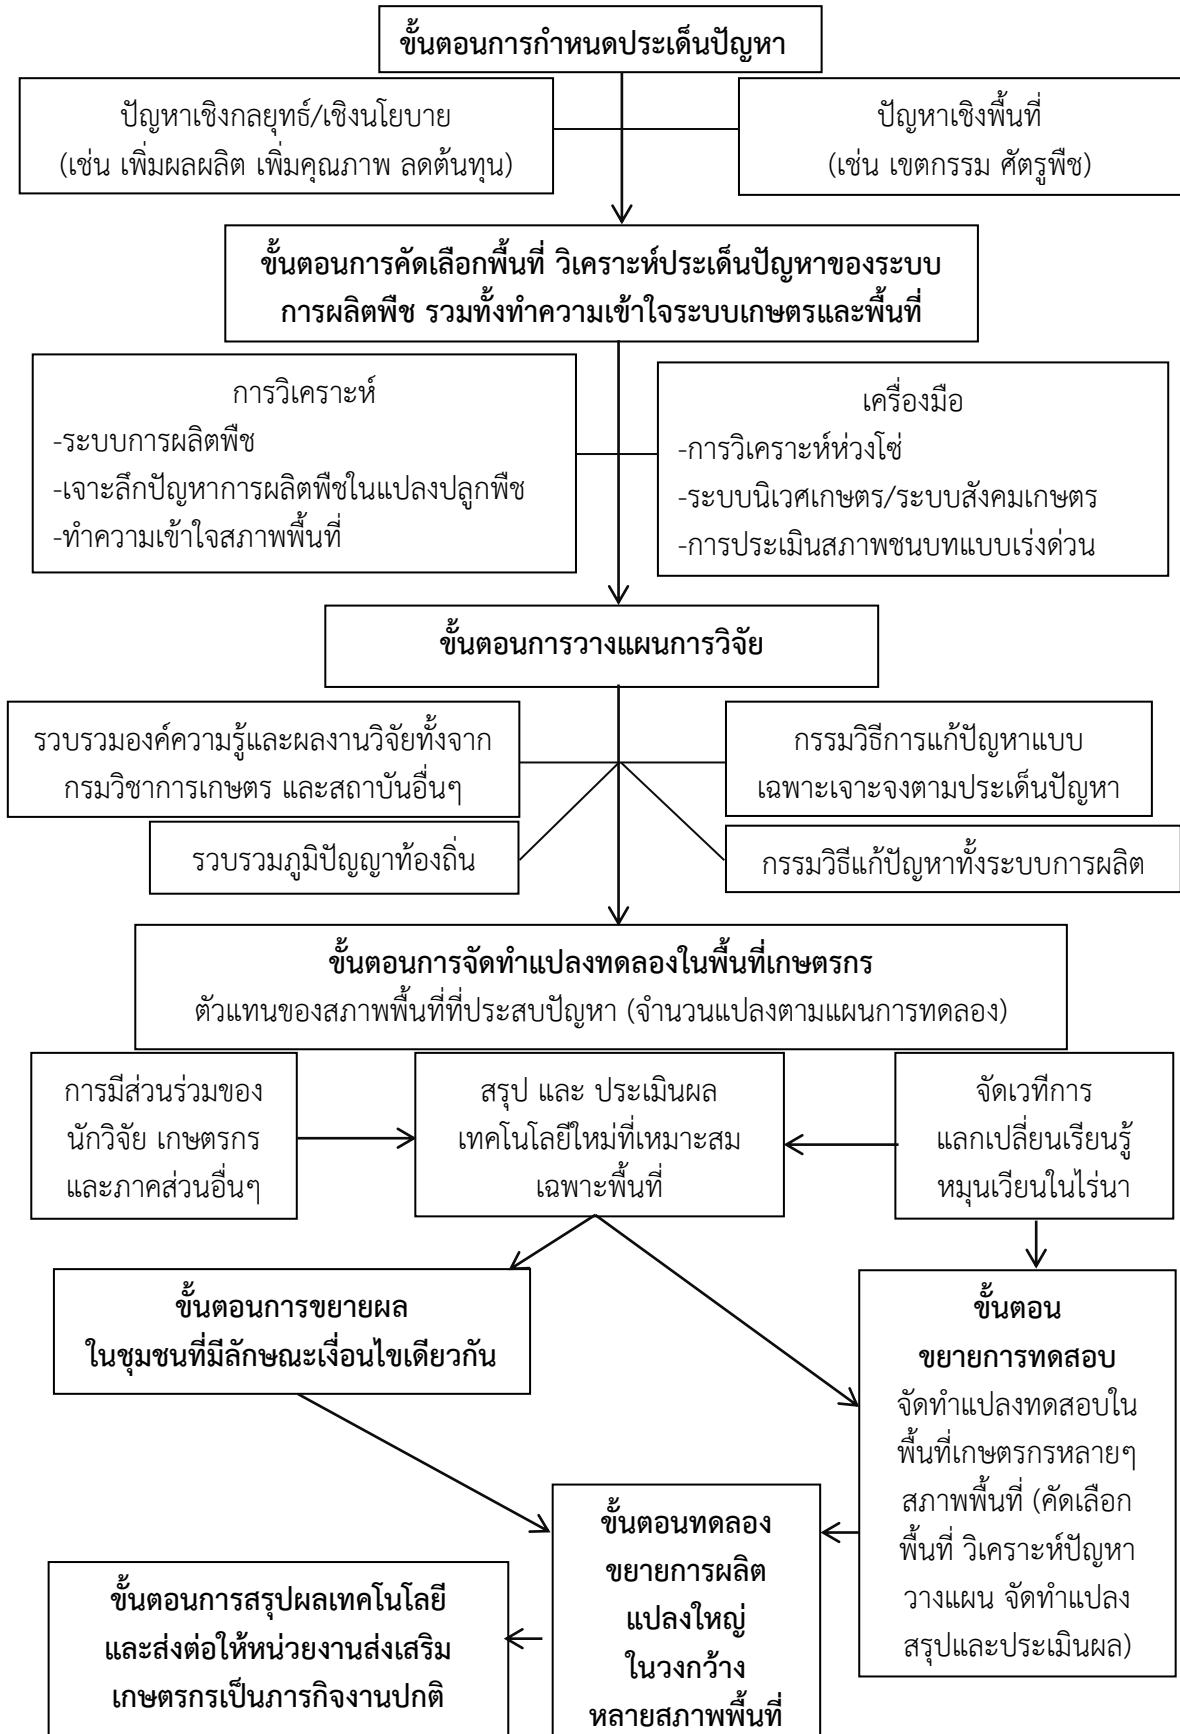 ขั้นตอนการกำหนดประเด็นปัญหา
ปัญหาเชิงกลยุทธ์/เชิงนโยบาย
(เช่น เพิ่มผลผลิต เพิ่มคุณภาพ ลดต้นทุน)
ปัญหาเชิงพื้นที่
(เช่น เขตกรรม ศัตรูพืช)
ขั้นตอนการคัดเลือกพื้นที่ วิเคราะห์ประเด็นปัญหาของระบบ
การผลิตพืช รวมทั้งทำความเข้าใจระบบเกษตรและพื้นที่
การวิเคราะห์
-ระบบการผลิตพืช
-เจาะลึกปัญหาการผลิตพืชในแปลงปลูกพืช
-ทำความเข้าใจสภาพพื้นที่
เครื่องมือ
-การวิเคราะห์ห่วงโซ่
-ระบบนิเวศเกษตร/ระบบสังคมเกษตร
-การประเมินสภาพชนบทแบบเร่งด่วน
ขั้นตอนการวางแผนการวิจัย
รวบรวมองค์ความรู้และผลงานวิจัยทั้งจาก
กรมวิชาการเกษตร และสถาบันอื่นๆ
กรรมวิธีการแก้ปัญหาแบบ
เฉพาะเจาะจงตามประเด็นปัญหา
รวบรวมภูมิปัญญาท้องถิ่น
กรรมวิธีแก้ปัญหาทั้งระบบการผลิต
ขั้นตอนการจัดทำแปลงทดลองในพื้นที่เกษตรกร
ตัวแทนของสภาพพื้นที่ที่ประสบปัญหา (จำนวนแปลงตามแผนการทดลอง)
การมีส่วนร่วมของ
นักวิจัย เกษตรกร
และภาคส่วนอื่นๆ
สรุป และ ประเมินผล
เทคโนโลยีใหม่ที่เหมาะสม
เฉพาะพื้นที่
จัดเวทีการ
แลกเปลี่ยนเรียนรู้
หมุนเวียนในไร่นา
ขั้นตอนการขยายผล
ในชุมชนที่มีลักษณะเงื่อนไขเดียวกัน
ขั้นตอน
ขยายการทดสอบ
จัดทำแปลงทดสอบใน
พื้นที่เกษตรกรหลายๆ
สภาพพื้นที่ (คัดเลือก
พื้นที่ วิเคราะห์ปัญหา
วางแผน จัดทำแปลง
สรุปและประเมินผล)
ขั้นตอนทดลอง
ขยายการผลิต
แปลงใหญ่
ในวงกว้าง
หลายสภาพพื้นที่
ขั้นตอนการสรุปผลเทคโนโลยี
และส่งต่อให้หน่วยงานส่งเสริม
เกษตรกรเป็นภารกิจงานปกติ